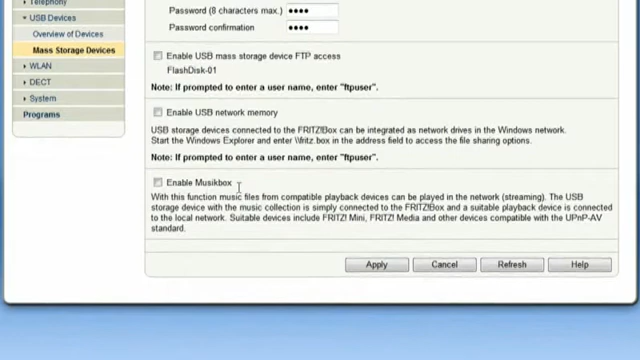 Telephony
Password (8 characters max.) ●●●●
USB Devices
Password confirmation ●●●●
Overview of Devices
Mass Storage Devices
Enable USB mass storage device FTP access
WLAN
FlashDisk-01
DECT
Note: If prompted to enter a user name, enter "ftpuser".
System
Programs
Enable USB network memory
USB storage devices connected to the FRITZ!Box can be integrated as network drives in the Windows network.
Start the Windows Explorer and enter \\fritz.box in the address field to access the file sharing options.
Note: If prompted to enter a user name, enter "ftpuser".
Enable Musikbox
With this function music files from compatible playback devices can be played in the network (streaming). The USB
storage device with the music collection is simply connected to the FRITZ!Box and a suitable playback device is connected
to the local network. Suitable devices include FRITZ! Mini, FRITZ! Media and other devices compatible with the UPnP-AV
standard.
Apply Cancel Refresh Help